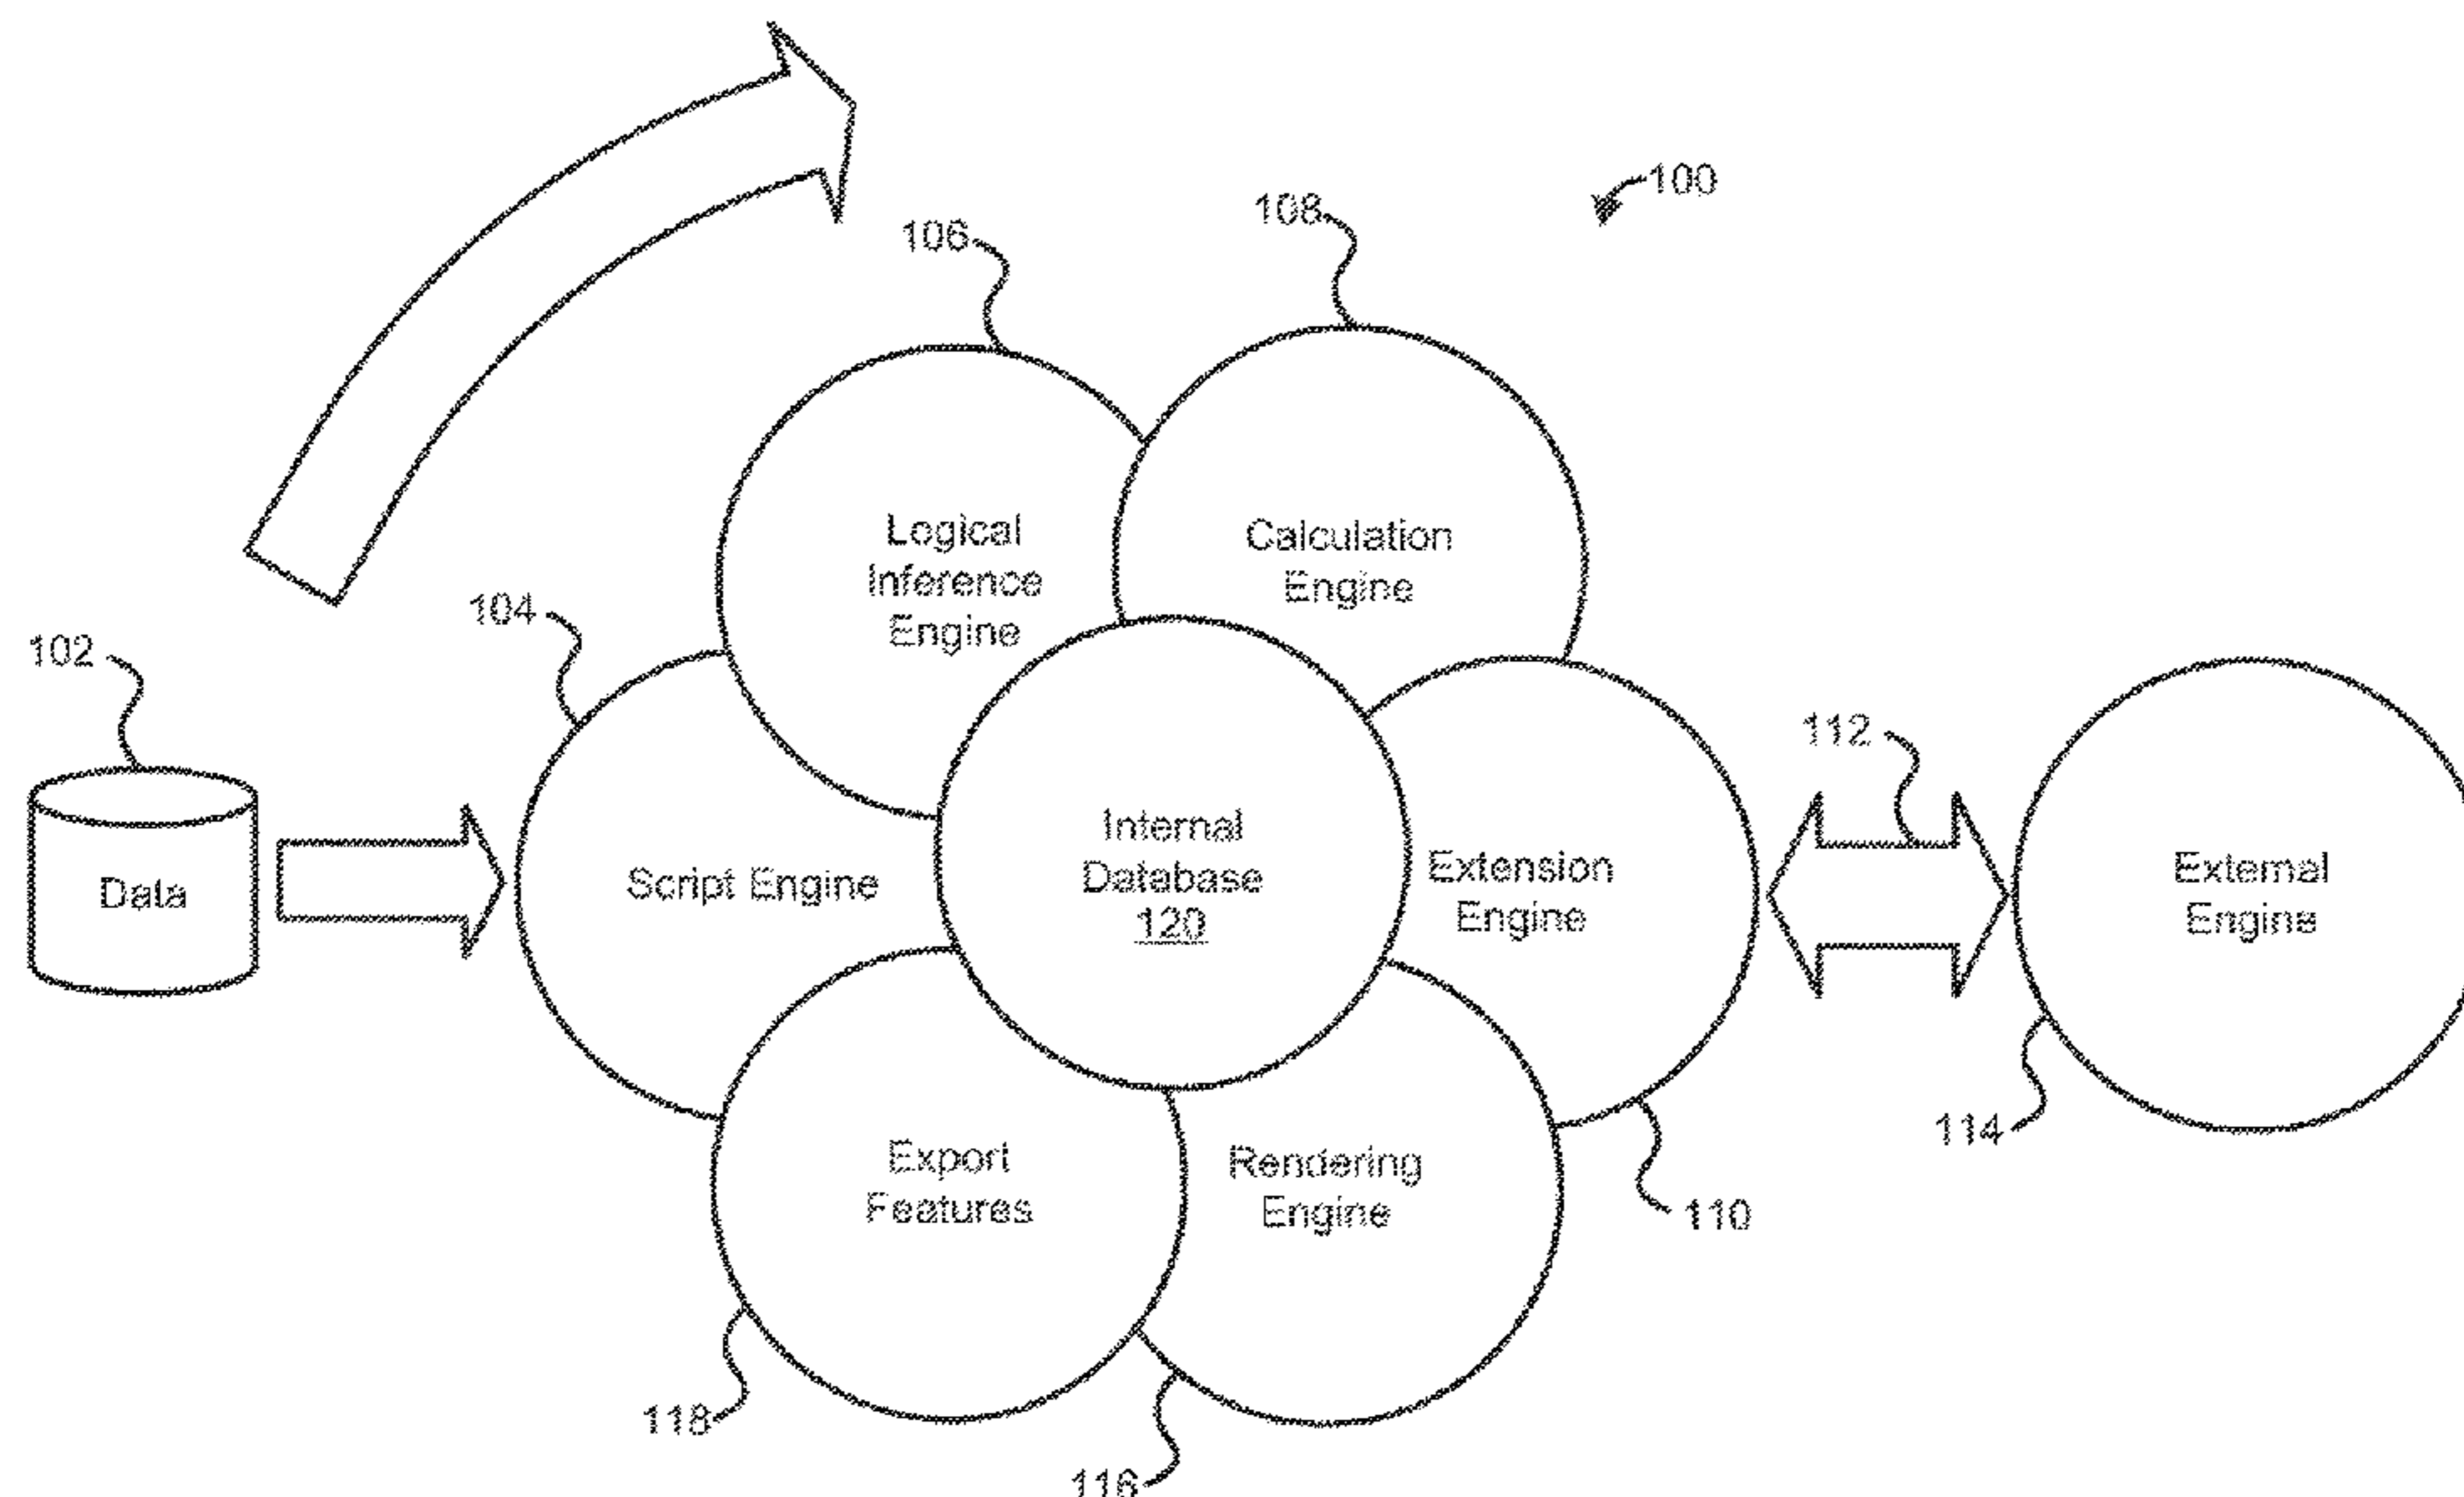 100
108
106
Logical
Inference
Engine
Calculation
Engine
104
102
112
Data
Script Engine
Internal
Database
120
Extension
Engine
External
Engine
114
Export
Features
Rendering
Engine
110
118
116